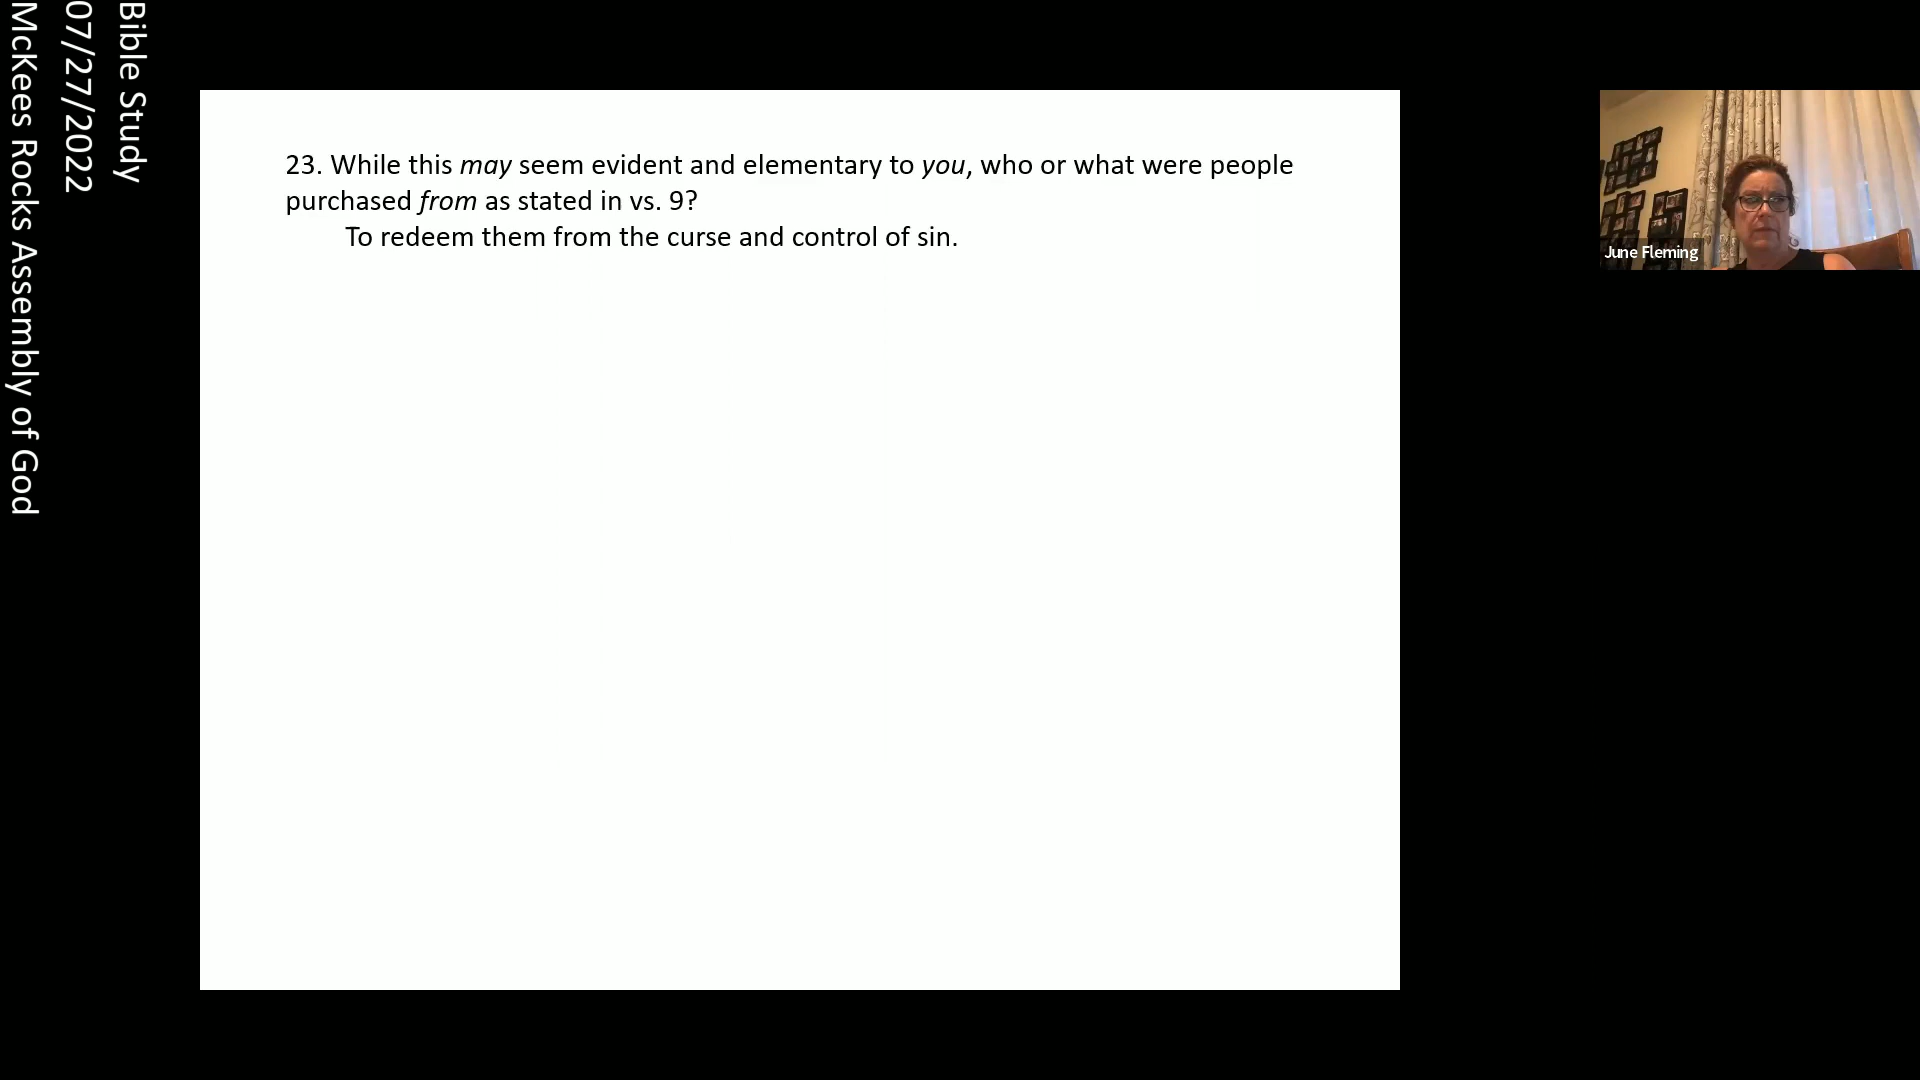 Bible Study
07/27/2022
McKees Rocks Assembly of God
23. While this may seem evident and elementary to you, who or what were people
purchased from as stated in vs. 9?
To redeem them from the curse and control of sin.
June Fleming